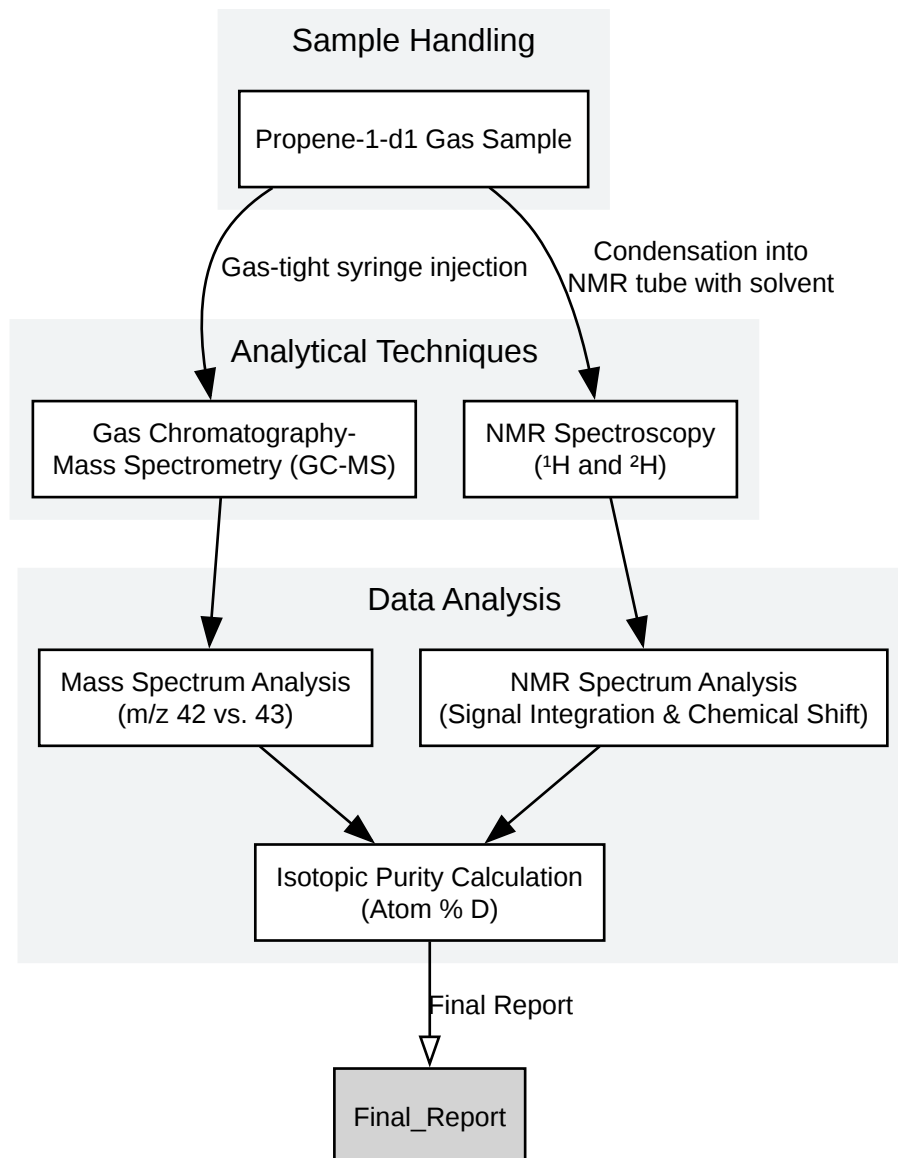 Sample Handling
Propene-1-d1 Gas Sample
Gas-tight syringe injection
Condensation into
NMR tube with solvent
Analytical Techniques
Gas Chromatography-
Mass Spectrometry (GC-MS)
NMR Spectroscopy
(¹H and ²H)
Data Analysis
Mass Spectrum Analysis
(m/z 42 vs. 43)
NMR Spectrum Analysis
(Signal Integration & Chemical Shift)
Isotopic Purity Calculation
(Atom % D)
Final Report
Final_Report